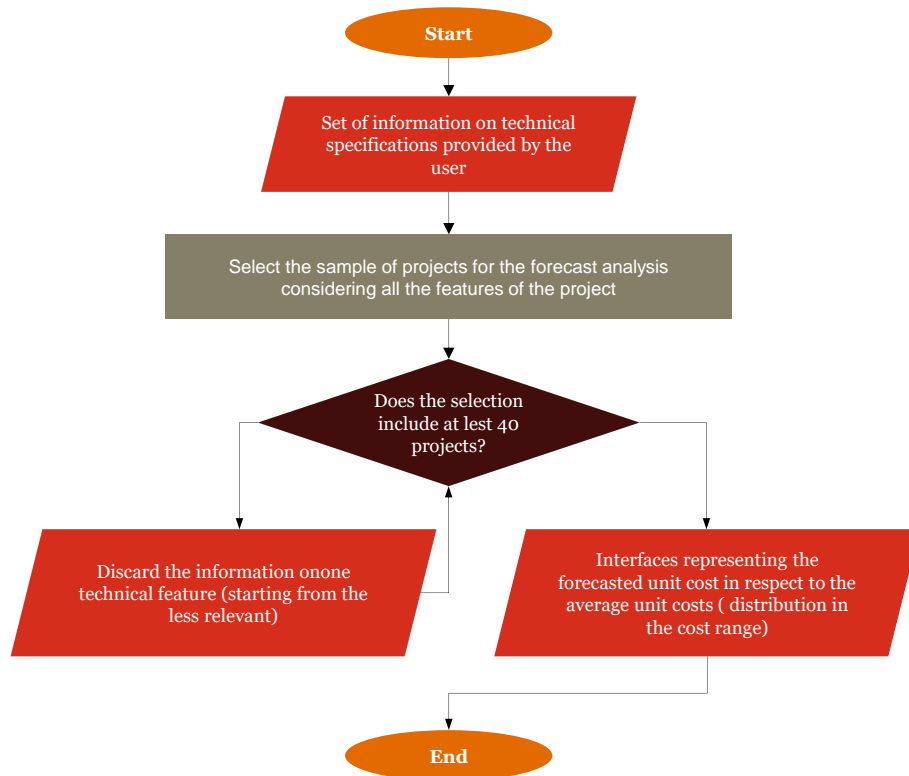 Start
Set of information on technical
specifications provided by the
user
Select the sample of projects for the forecast analysis
considering all the features of the project
Does the selection
include at lest 40
projects?
Discard the information onone
technical feature (starting from the
less relevant)
Interfaces representing the
forecasted unit cost in respect to the
average unit costs ( distribution in
the cost range)
End